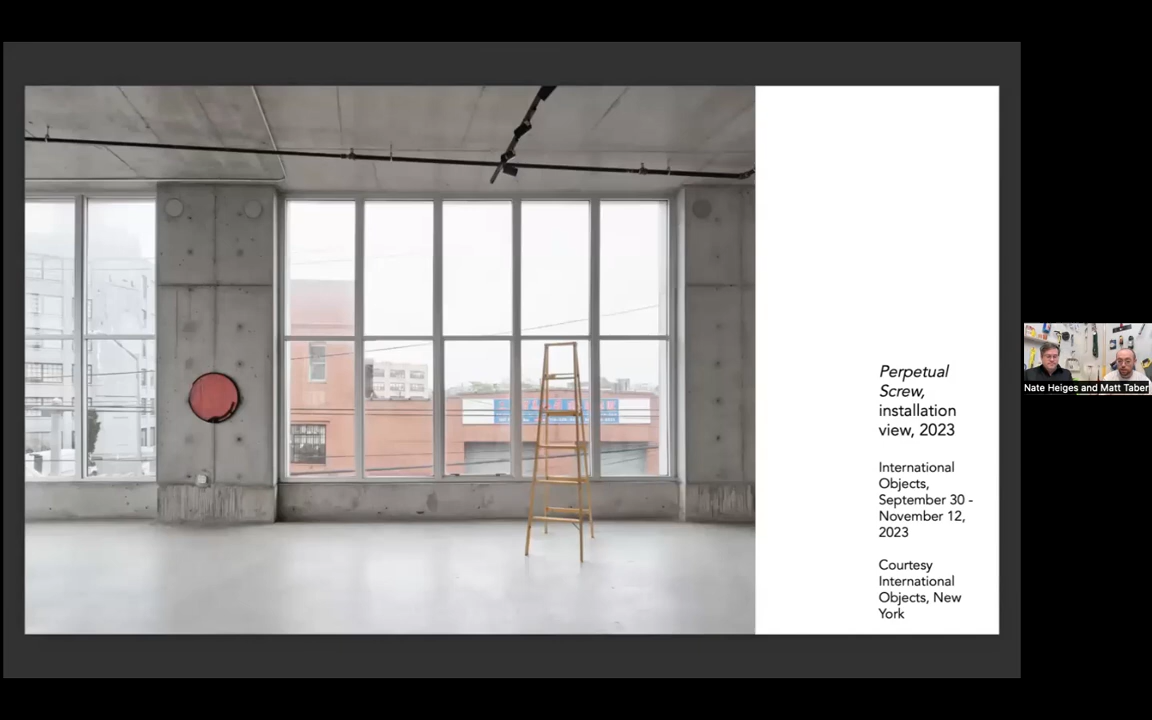 Perpetual
Screw,
installation
view, 2023
International
Objects,
September 30 -
November 12,
2023
Courtesy
International
Objects, New
York
Nate Heiges and Matt Taber